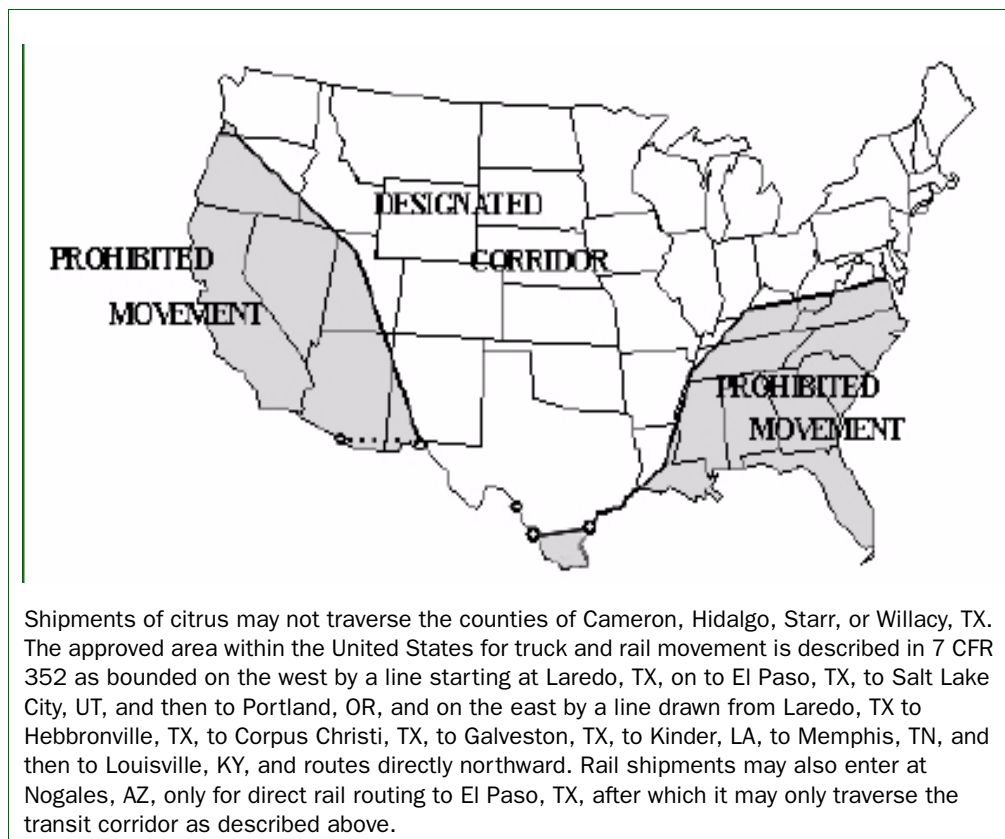 DESIGNATED
CORRIDOR
PROHIBITED
MOVEMENT
PROHIBITED
MOVEMENT
Shipments of citrus may not traverse the counties of Cameron, Hidalgo, Starr, or Willacy, TX.
The approved area within the United States for truck and rail movement is described in 7 CFR
352 as bounded on the west by a line starting at Laredo, TX, on to El Paso, TX, to Salt Lake
City, UT, and then to Portland, OR, and on the east by a line drawn from Laredo, TX to
Hebbronville, TX, to Corpus Christi, TX, to Galveston, TX, to Kinder, LA, to Memphis, TN, and
then to Louisville, KY, and routes directly northward. Rail shipments may also enter at
Nogales, AZ, only for direct rail routing to El Paso, TX, after which it may only traverse the
transit corridor as described above.